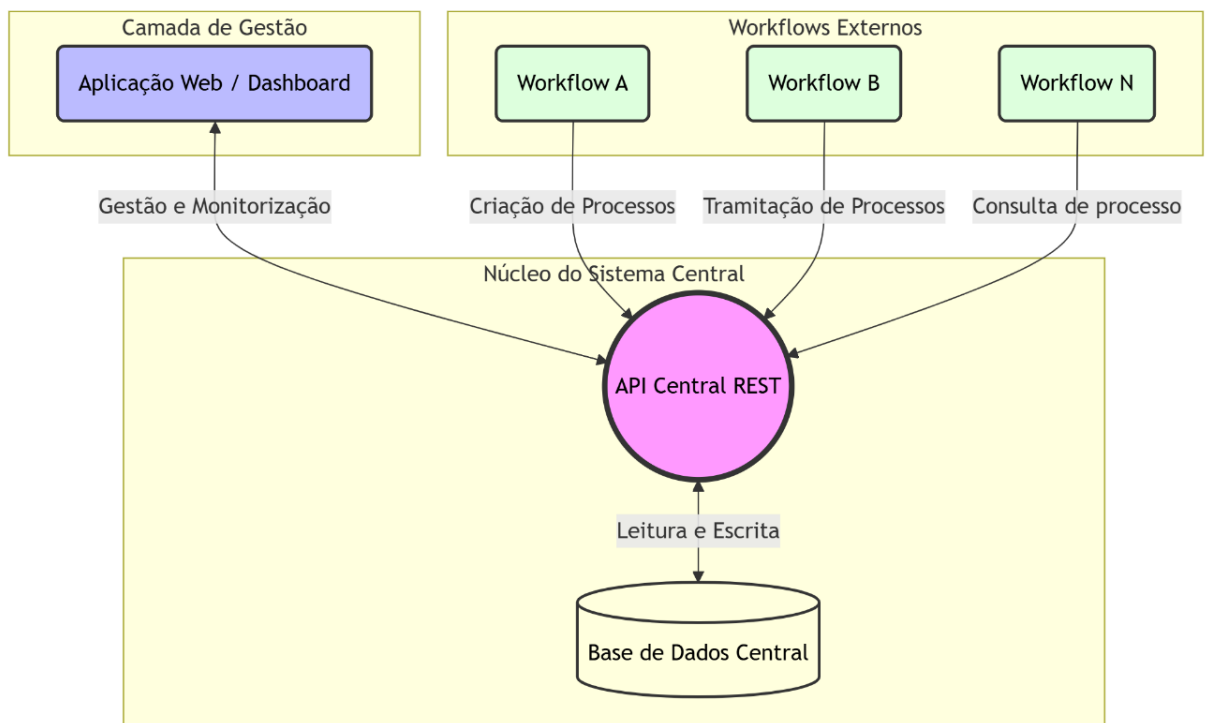 Camada de Gestão
Workflows Externos
Aplicação Web / Dashboard
Workflow A
Workflow B
Workflow N
Gestão e Monitorização
Criação de Processos
Tramitação de Processos
Consulta de processo
Núcleo do Sistema Central
API Central REST
Leitura e Escrita
Base de Dados Central